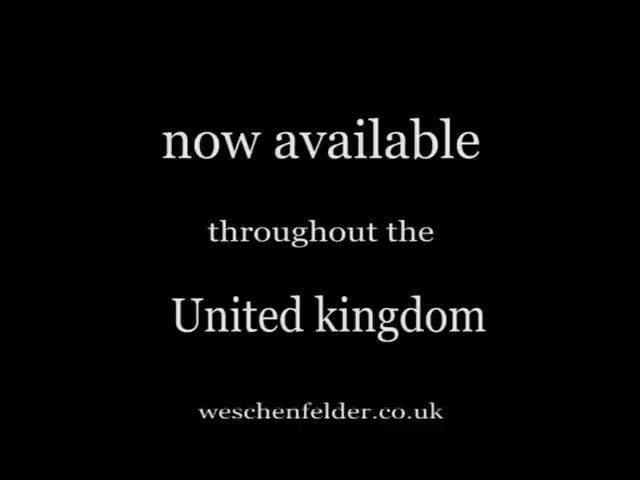 now available
throughout the
United kingdom
weschenfelder.co.uk